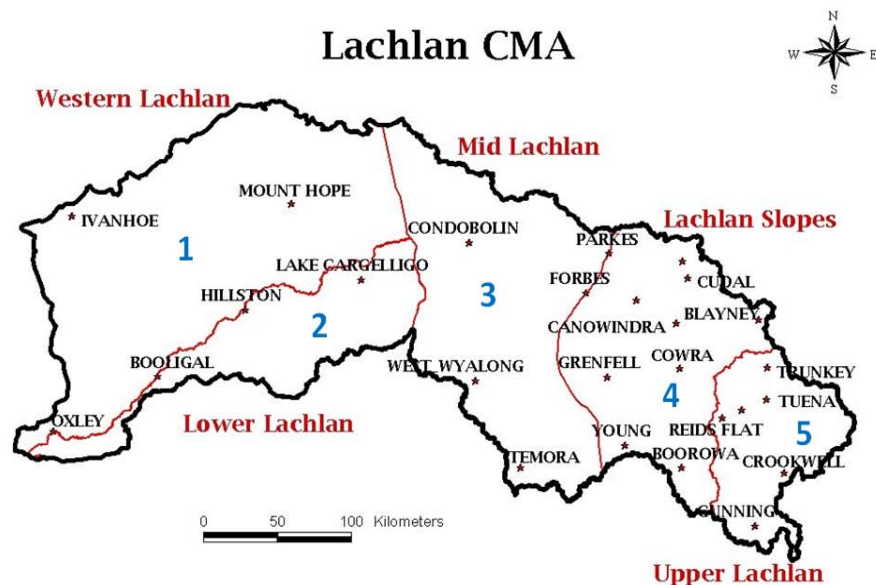 Lachlan CMA
N
W
E
S
Western Lachlan
Mid Lachlan
Lachlan Slopes
MOUNT HOPE
IVANHOE
CONDOBOLIN
PARKES
1
LAKE CARGELLIGO
FORBES
CUDAL
HILLSTON
3
2
CANOWINDRA
BLAYNEY
BOOLIGAL
WEST WYALONG
GRENFELL
COWRA
TRUNKEY
4
TUENA
OXLEY
Lower Lachlan
YOUNG
REIDS FLAT
5
TEMORA
BOOROWA
CROOKWELL
GUNNING
0 50 100 Kilometers
Upper Lachlan